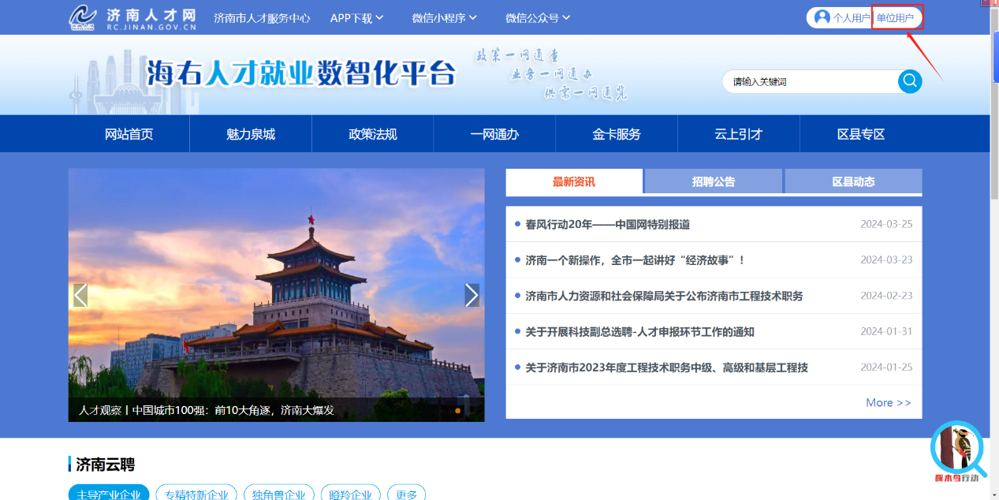 济南人才网
RC.JINAN.GOV.CN
济南市人才服务中心 APP下载 微信小程序 微信公众号 个人用户 单位用户
海右人才就业数智化平台
政策一网通查
业务一网通办
供需一网通览
请输入关键词
网站首页 魅力泉城 政策法规 一网通办 金卡服务 云上引才 区县专区
最新资讯 招聘公告 区县动态
春风行动20年——中国网特别报道 2024-03-25
济南一个新操作，全市一起讲好“经济故事”！ 2024-03-23
济南市人力资源和社会保障局关于公布济南市工程技术职务 2024-02-23
关于开展科技副总选聘-人才申报环节工作的通知 2024-01-31
关于济南市2023年度工程技术职务中级、高级和基层工程技 2024-01-25
More >>
人才观察丨中国城市100强：前10大角逐，济南大爆发
啄木鸟行动
济南云聘
主导产业企业 专精特新企业 独角兽企业 瞪羚企业 更多